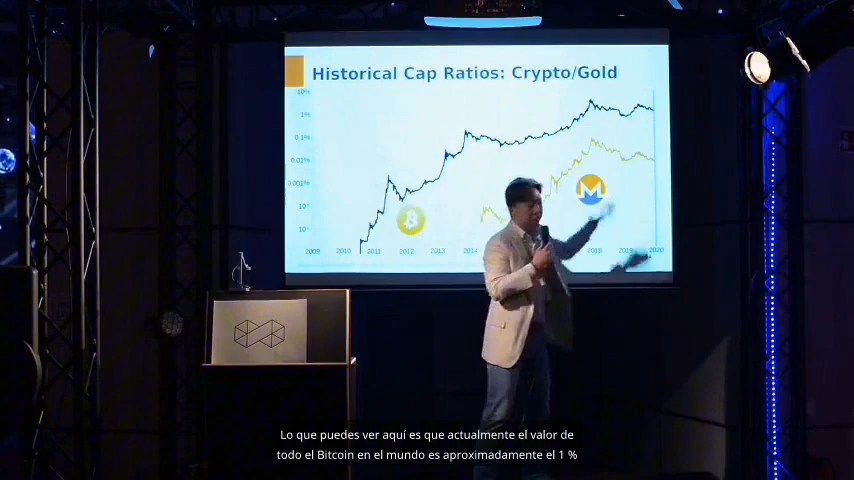 Historical Cap Ratios: Crypto/Gold
10%
1%
0.1%
0.01%
0.001%
2009 2010 2011 2012 2013 2014 2018 2019 2020
Lo que puedes ver aquí es que actualmente el valor de
todo el Bitcoin en el mundo es aproximadamente el 1 %